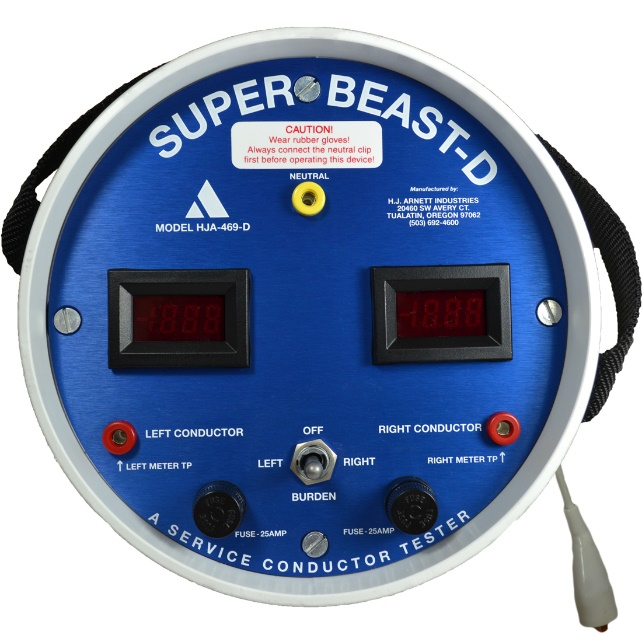 SUPER BEAST-D
CAUTION!
Wear rubber gloves!
Always connect the neutral clip
first before operating this device!
NEUTRAL
MODEL HJA-469-D
Manufactured by:
H.J. ARNETT INDUSTRIES
20460 SW AVERY CT.
TUALATIN, OREGON 97062
(503) 692-4600
LEFT CONDUCTOR
↑ LEFT METER TP
OFF
LEFT
RIGHT
BURDEN
RIGHT CONDUCTOR
RIGHT METER TP ↑
FUSE
FUSE-25AMP
FUSE-25AMP
FUSE
A SERVICE CONDUCTOR TESTER